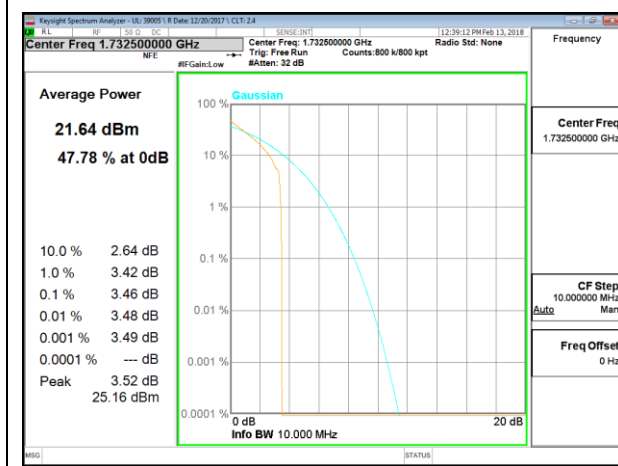 Keysight Spectrum Analyzer - UL: 39005 \ R Date: 12/20/2017 \ CLT: 2.4
RL RF 50 Ω DC SENSE:INT 12:39:12 PM Feb 13, 2018
Center Freq 1.732500000 GHz Center Freq: 1.732500000 GHz Radio Std: None Frequency
NFE Trig: Free Run Counts:800 k/800 kpt
#IFGain:Low #Atten: 32 dB
Average Power
21.64 dBm
47.78 % at 0dB
Gaussian
100 %
10 %
1 %
0.1 %
0.01 %
0.001 %
0.0001 %
0 dB 20 dB
Info BW 10.000 MHz
10.0 % 2.64 dB
1.0 % 3.42 dB
0.1 % 3.46 dB
0.01 % 3.48 dB
0.001 % 3.49 dB
0.0001 % --- dB
Peak 3.52 dB
25.16 dBm
Center Freq
1.732500000 GHz
CF Step
10.000000 MHz
Auto Man
Freq Offset
0 Hz
MSG STATUS